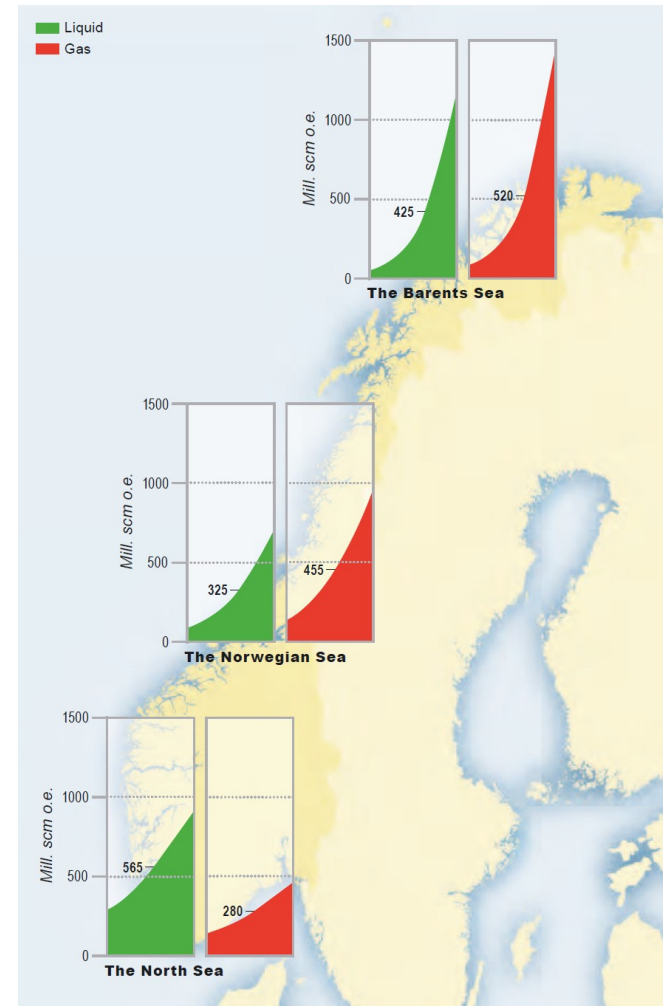 Liquid
Gas
Mill. scm o.e.
1500
1000
500
0
425
520
The Barents Sea
Mill. scm o.e.
1500
1000
500
0
325
455
The Norwegian Sea
Mill. scm o.e.
1500
1000
500
0
565
280
The North Sea